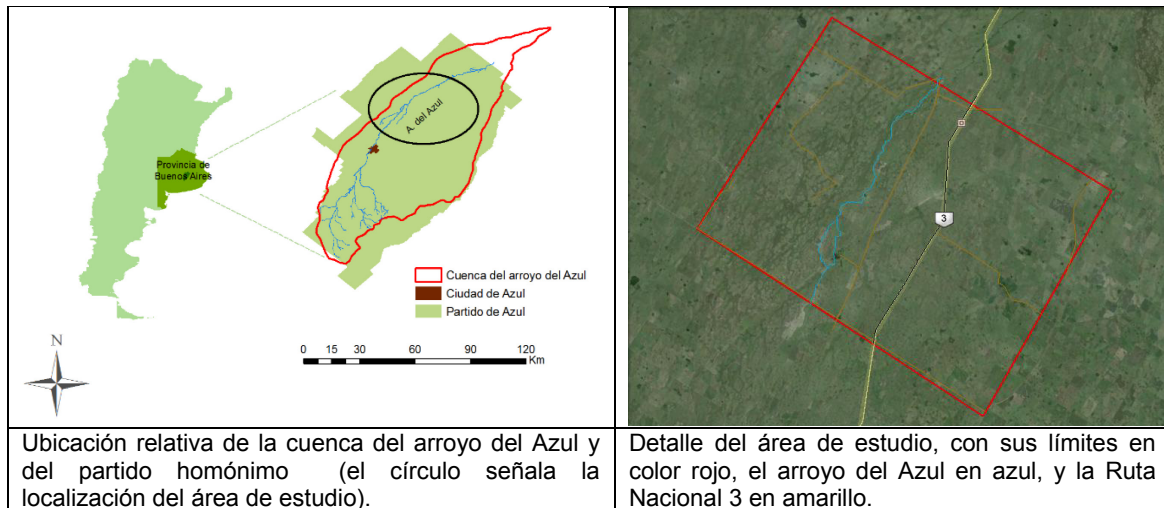 Provincia de
Buenos Aires
A. del Azul
Cuenca del arroyo del Azul
Ciudad de Azul
Partido de Azul
N
0 15 30 60 90 120
Km
3
Ubicación relativa de la cuenca del arroyo del Azul y
del partido homónimo (el círculo señala la
localización del área de estudio).
Detalle del área de estudio, con sus límites en
color rojo, el arroyo del Azul en azul, y la Ruta
Nacional 3 en amarillo.